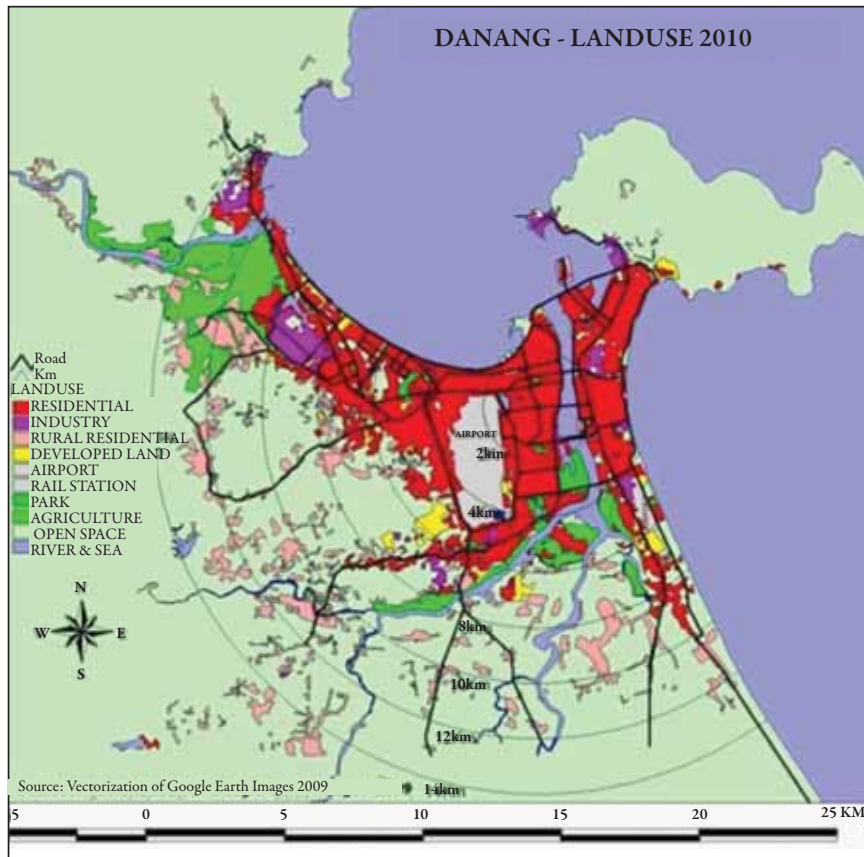 DANANG - LANDUSE 2010
Road
Km
LANDUSE
RESIDENTIAL
INDUSTRY
RURAL RESIDENTIAL
DEVELOPED LAND
AIRPORT
RAIL STATION
PARK
AGRICULTURE
OPEN SPACE
RIVER & SEA
AIRPORT
2km
4km
8km
10km
12km
14km
N
W E
S
Source: Vectorization of Google Earth Images 2009
5 0 5 10 15 20 25 KM